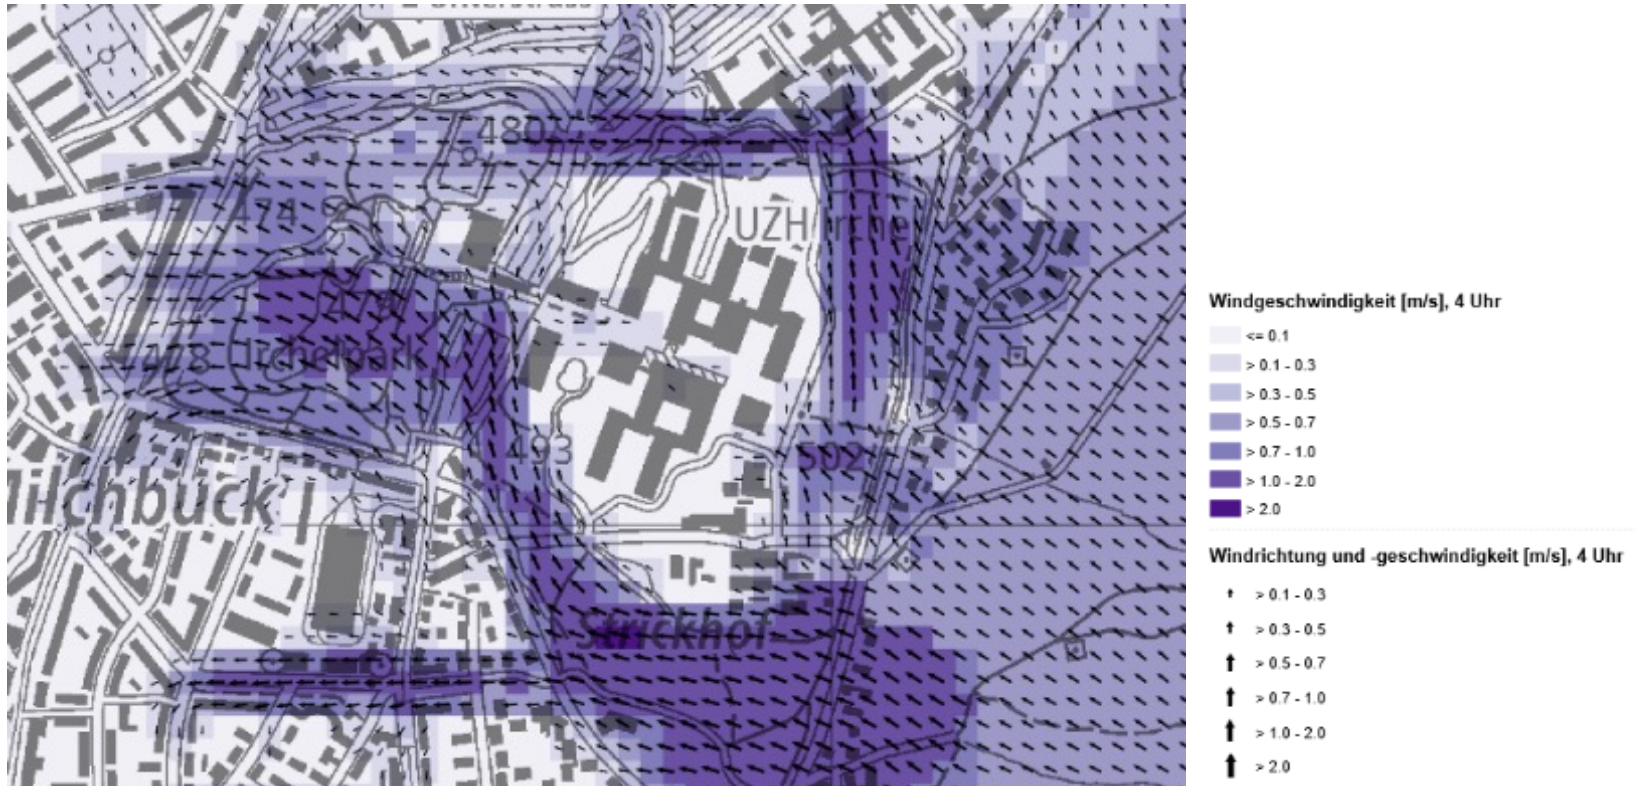 480
474
UZH Irchel
478 Irchelpark
493
502
Milchbuck
Strickhof
Windgeschwindigkeit [m/s], 4 Uhr
<= 0.1
> 0.1 - 0.3
> 0.3 - 0.5
> 0.5 - 0.7
> 0.7 - 1.0
> 1.0 - 2.0
> 2.0
Windrichtung und -geschwindigkeit [m/s], 4 Uhr
> 0.1 - 0.3
> 0.3 - 0.5
> 0.5 - 0.7
> 0.7 - 1.0
> 1.0 - 2.0
> 2.0